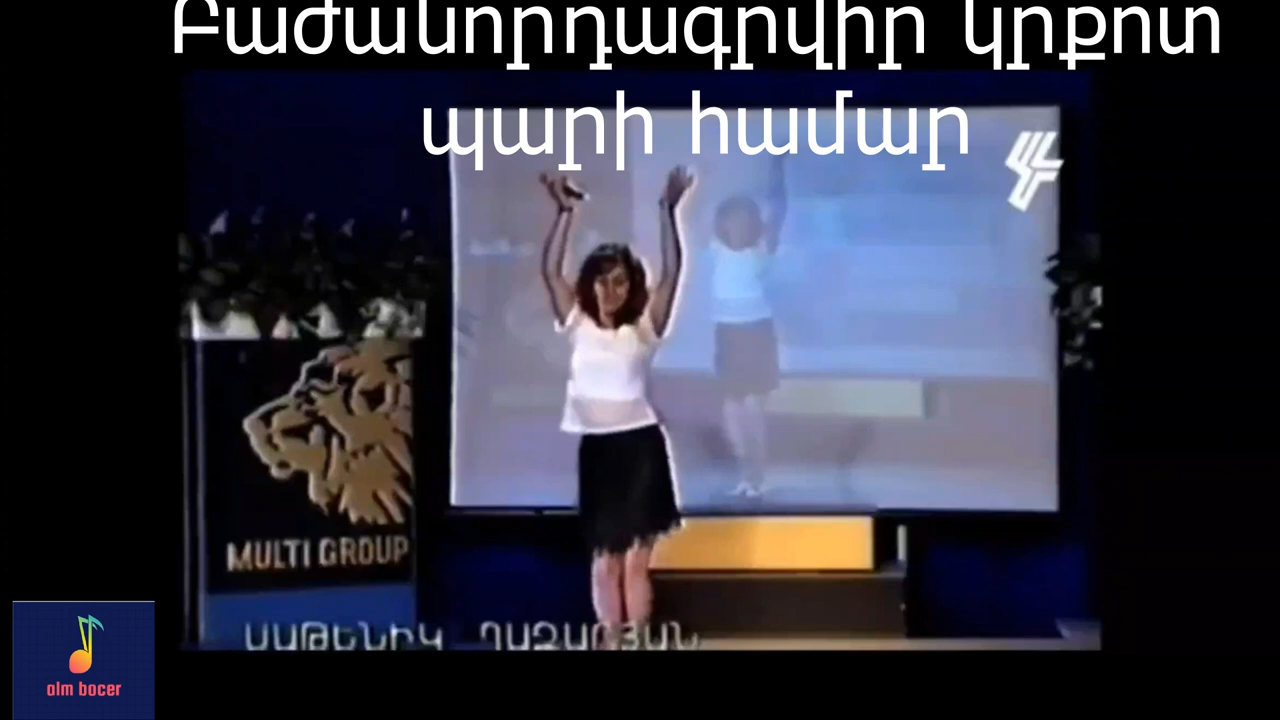 Բաժանորդագրվիր կրքոտ
պարի համար
MULTI GROUP
ՍԱԹԵՆԻԿ ՂԱԶԱՐՅԱՆ
olm bocer